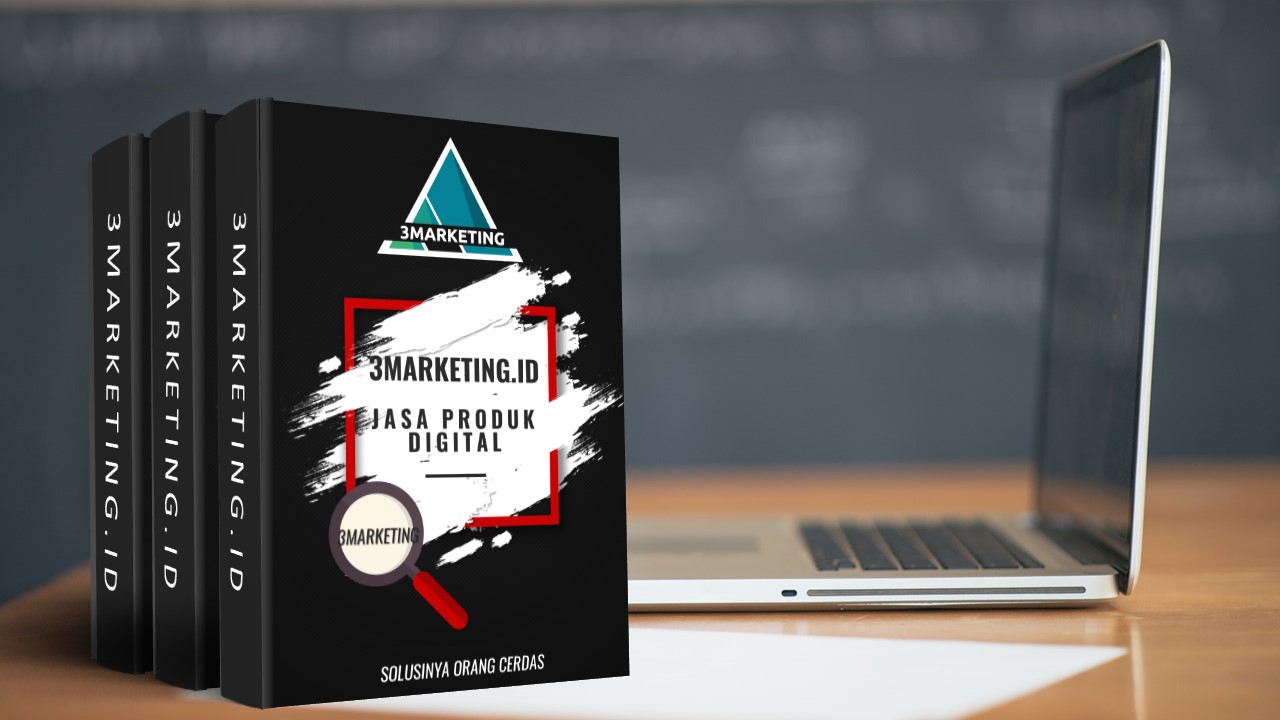 3MARKETING.ID
3MARKETING.ID
3MARKETING.ID
3MARKETING
3MARKETING.ID
JASA PRODUK
DIGITAL
3MARKETING
SOLUSINYA ORANG CERDAS